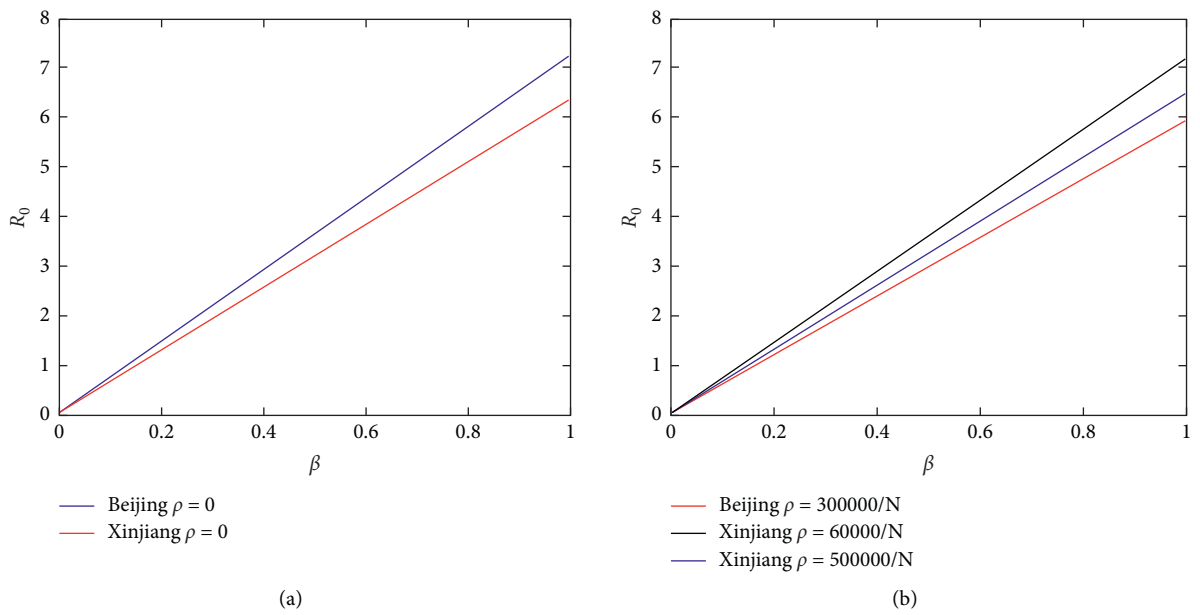 8
7
6
5
4
3
2
1
0
R₀
0 0.2 0.4 0.6 0.8 1
β
Beijing ρ = 0
Xinjiang ρ = 0
(a)
8
7
6
5
4
3
2
1
0
R₀
0 0.2 0.4 0.6 0.8 1
β
Beijing ρ = 300000/N
Xinjiang ρ = 60000/N
Xinjiang ρ = 500000/N
(b)